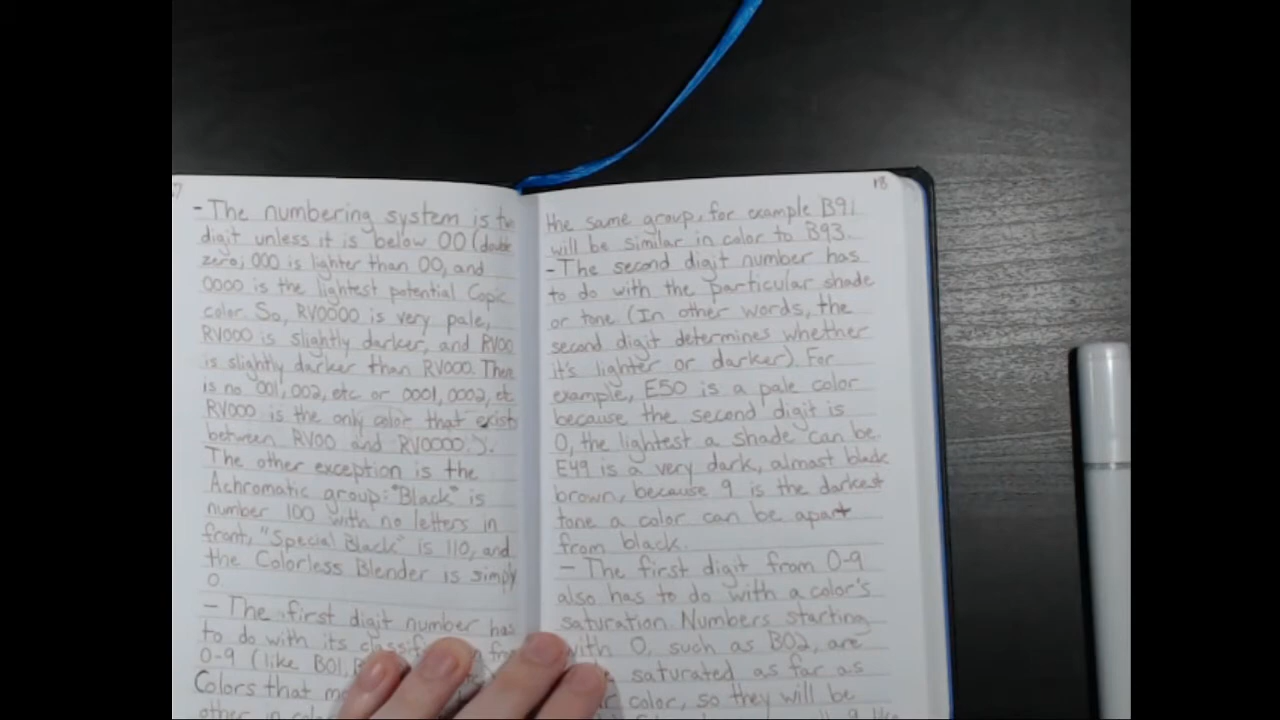 - The numbering system is
digit unless it is below 00 (double
zero; 000 is lighter than 00, and
0000 is the lightest potential Copic
color. So, RV0000 is very pale,
RV000 is slightly darker, and RV00
is slightly darker than RV000. There
is no 001, 002, etc or 0001, 0002, etc
RV000 is the only color that exists
between RV00 and RV0000.).
The other exception is the
Achromatic group: "Black" is
number 100 with no letters in
front, "Special Black" is 110, and
the Colorless Blender is simply
0
- The first digit number has
to do with its
0-9 (like B01,
Colors that
other in
18
the same group, for example B91
will be similar in color to B93.
- The second digit number has
to do with the particular shade
or tone (In other words, the
second digit determines whether
it's lighter or darker). For
example, E50 is a pale color
because the second digit is
0, the lightest a shade can be.
E49 is a very dark, almost black
brown, because 9 is the darkest
tone a color can be apart
from black.
- The first digit from 0-9
also has to do with a color's
saturation. Numbers starting
with 0, such as B02, are
saturated as far as
color, so they will be